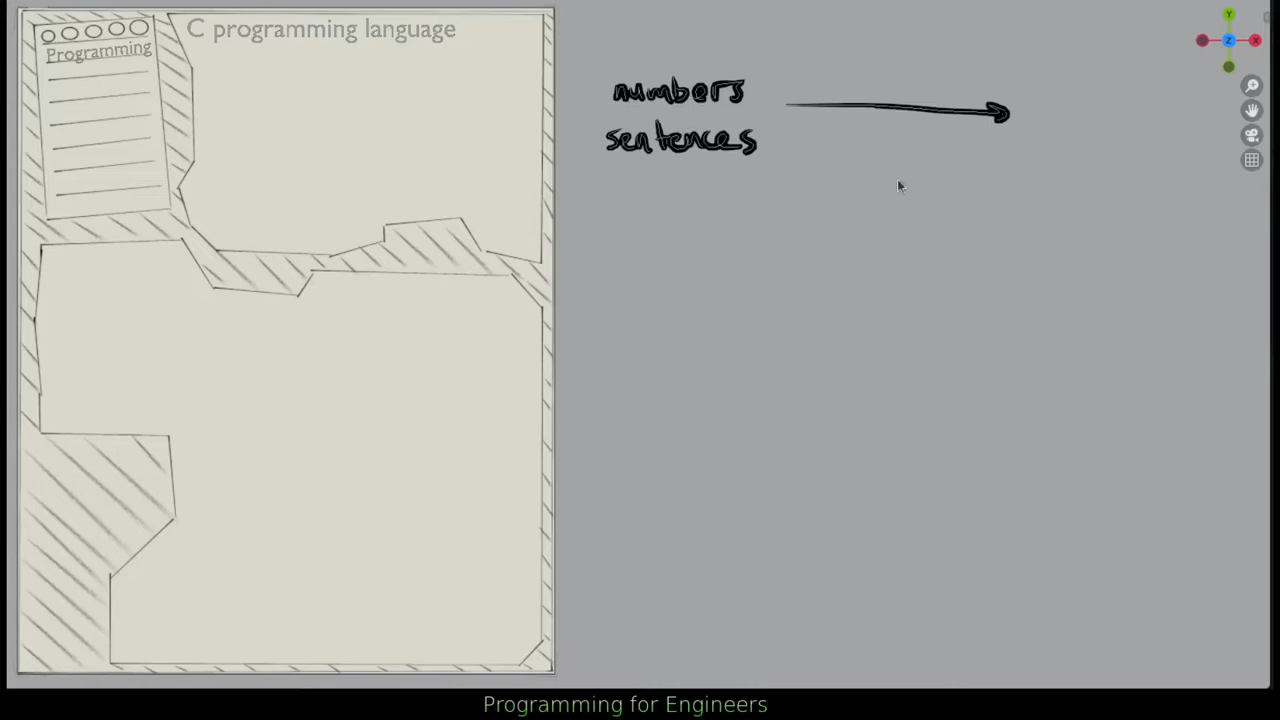 C programming language
Programming
numbers
sentences
Y
X
Z
Programming for Engineers